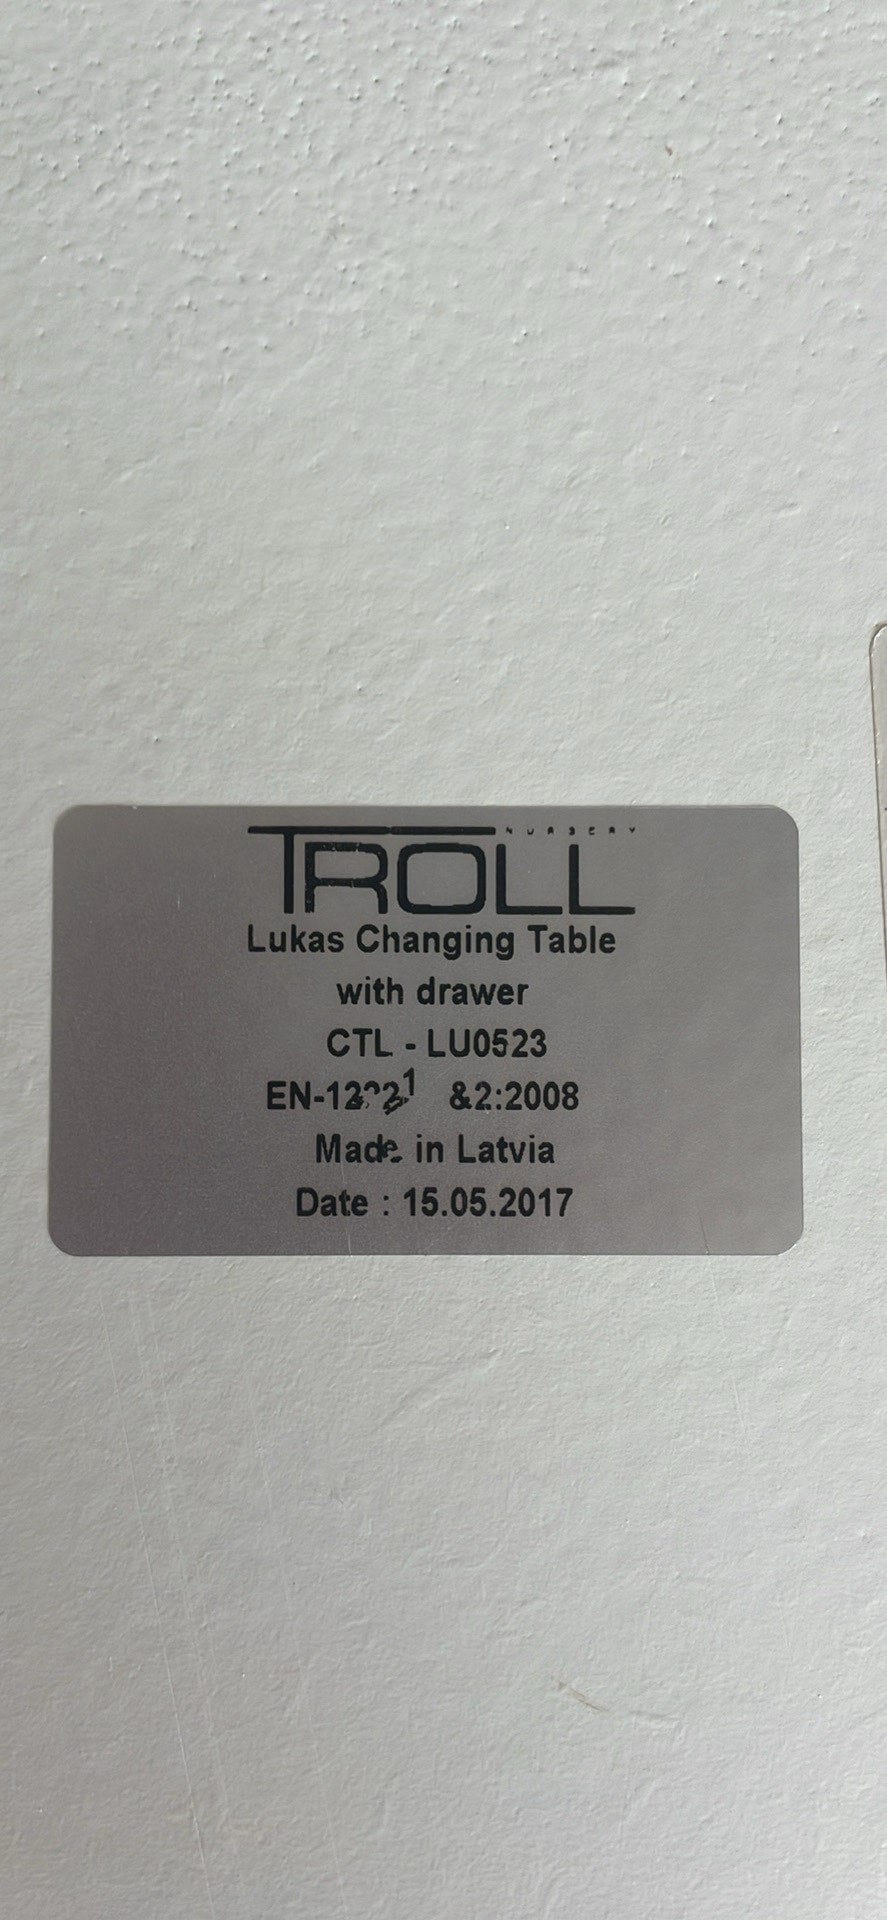 TROLL NURSERY
Lukas Changing Table
with drawer
CTL - LU0523
&2:2008
Made in Latvia
Date : 15.05.2017